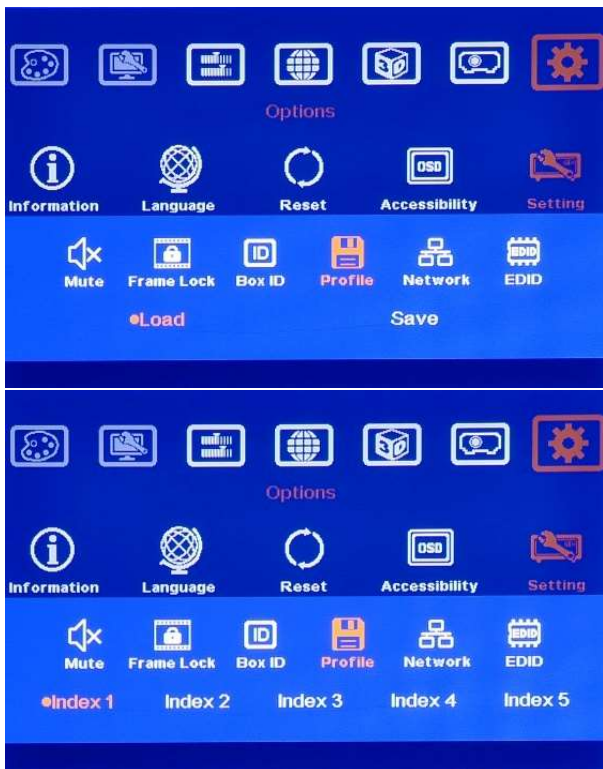 3D
Options
i OSD
Information Language Reset Accessibility Setting
ID EDID
Mute Frame Lock Box ID Profile Network EDID
Load Save
3D
Options
i OSD
Information Language Reset Accessibility Setting
ID EDID
Mute Frame Lock Box ID Profile Network EDID
Index 1 Index 2 Index 3 Index 4 Index 5